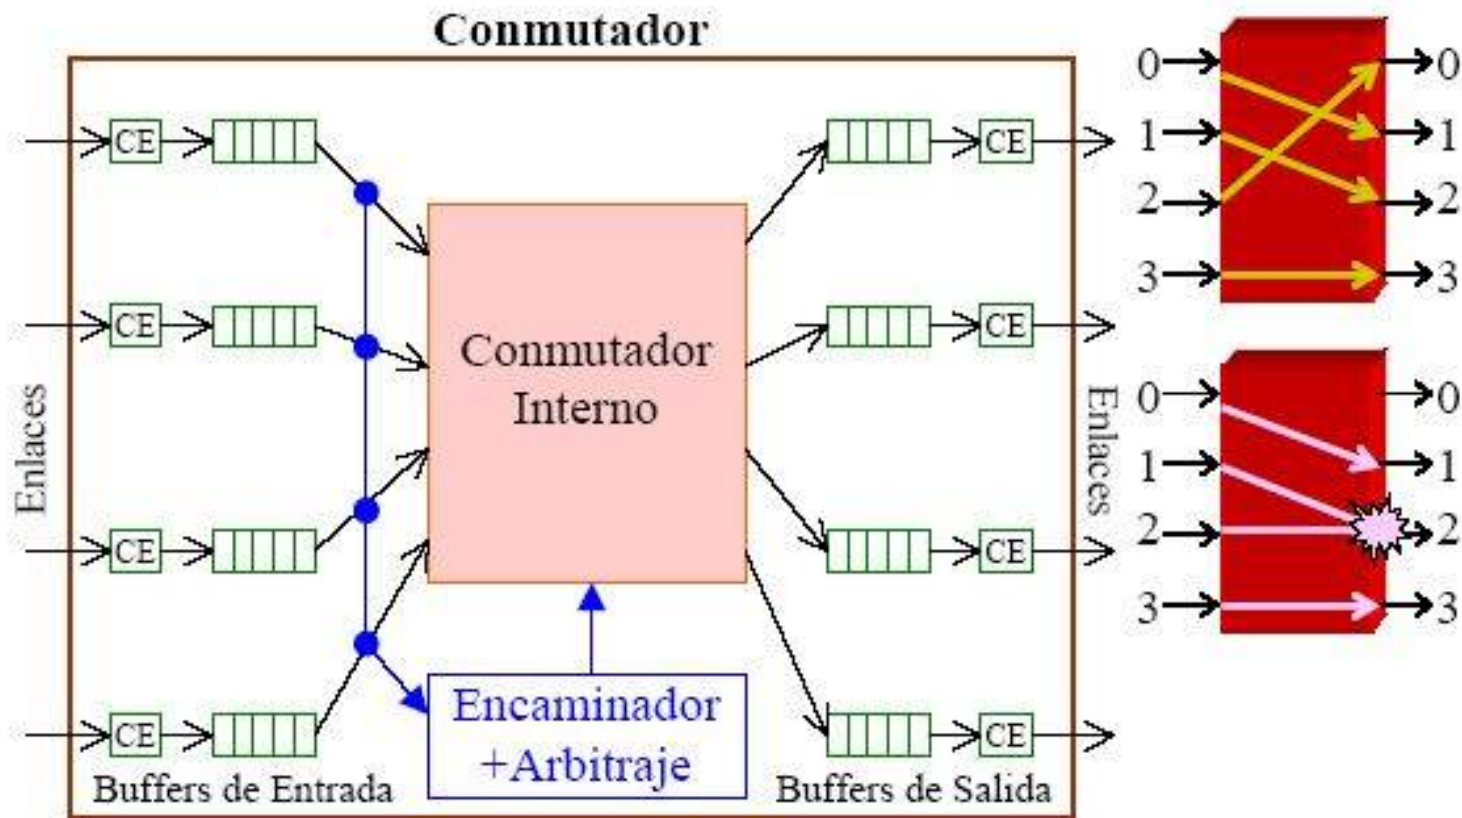 Conmutador
CE
CE
CE
CE
CE
CE
CE
CE
Enlaces
Conmutador
Interno
Enlaces
Encaminador
+Arbitraje
Buffers de Entrada
Buffers de Salida
0 0
1 1
2 2
3 3
0 0
1 1
2 2
3 3